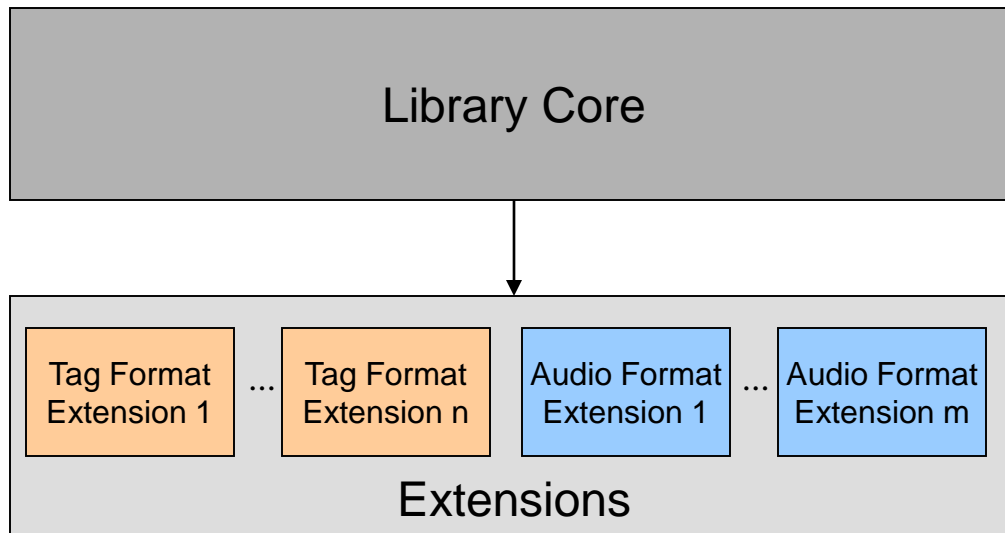 Library Core
Tag Format
Extension 1
...
Tag Format
Extension n
Audio Format
Extension 1
...
Audio Format
Extension m
Extensions